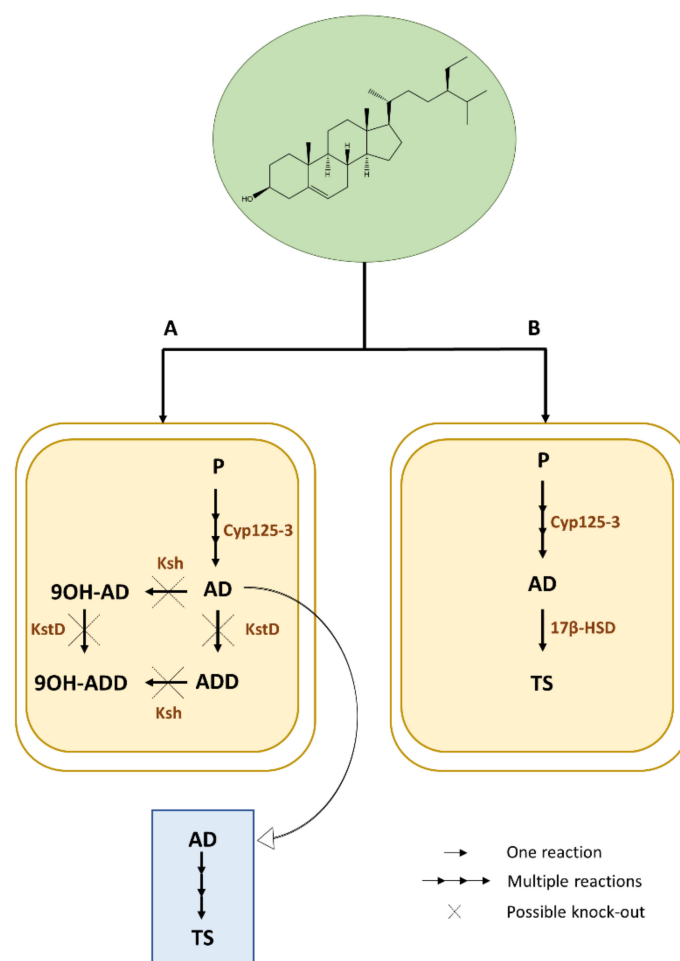 H
H
H
HO
A
B
P
Cyp125-3
Ksh
9OH-AD
AD
KstD
KstD
9OH-ADD
ADD
Ksh
P
Cyp125-3
AD
17β-HSD
TS
AD
TS
One reaction
Multiple reactions
Possible knock-out